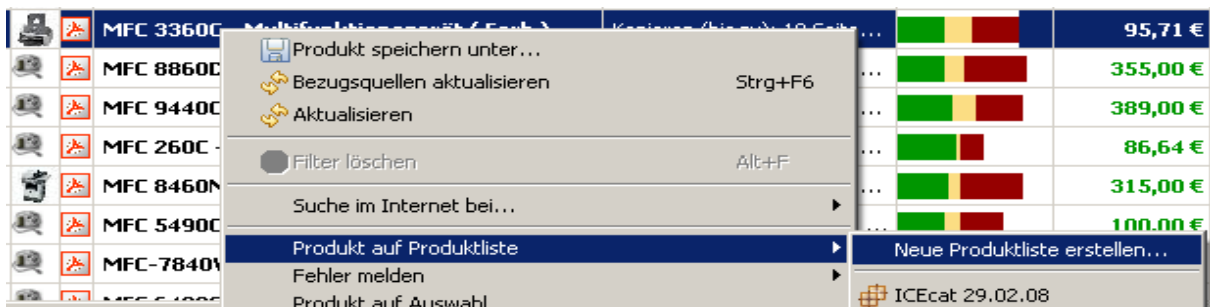 MFC 3360C - Multifunktionsgerät ( Farb ) Kopieren (bis zu): 18 Seite... 95,71 €
Produkt speichern unter...
MFC 8860D ... 355,00 €
Bezugsquellen aktualisieren Strg+F6
MFC 9440C ... 389,00 €
Aktualisieren
MFC 260C - ... 86,64 €
Filter löschen Alt+F
MFC 8460N ... 315,00 €
Suche im Internet bei...
MFC 5490C ... 100,00 €
Produkt auf Produktliste Neue Produktliste erstellen...
MFC-7840W
Fehler melden
ICEcat 29.02.08
Produkt auf Auswahl